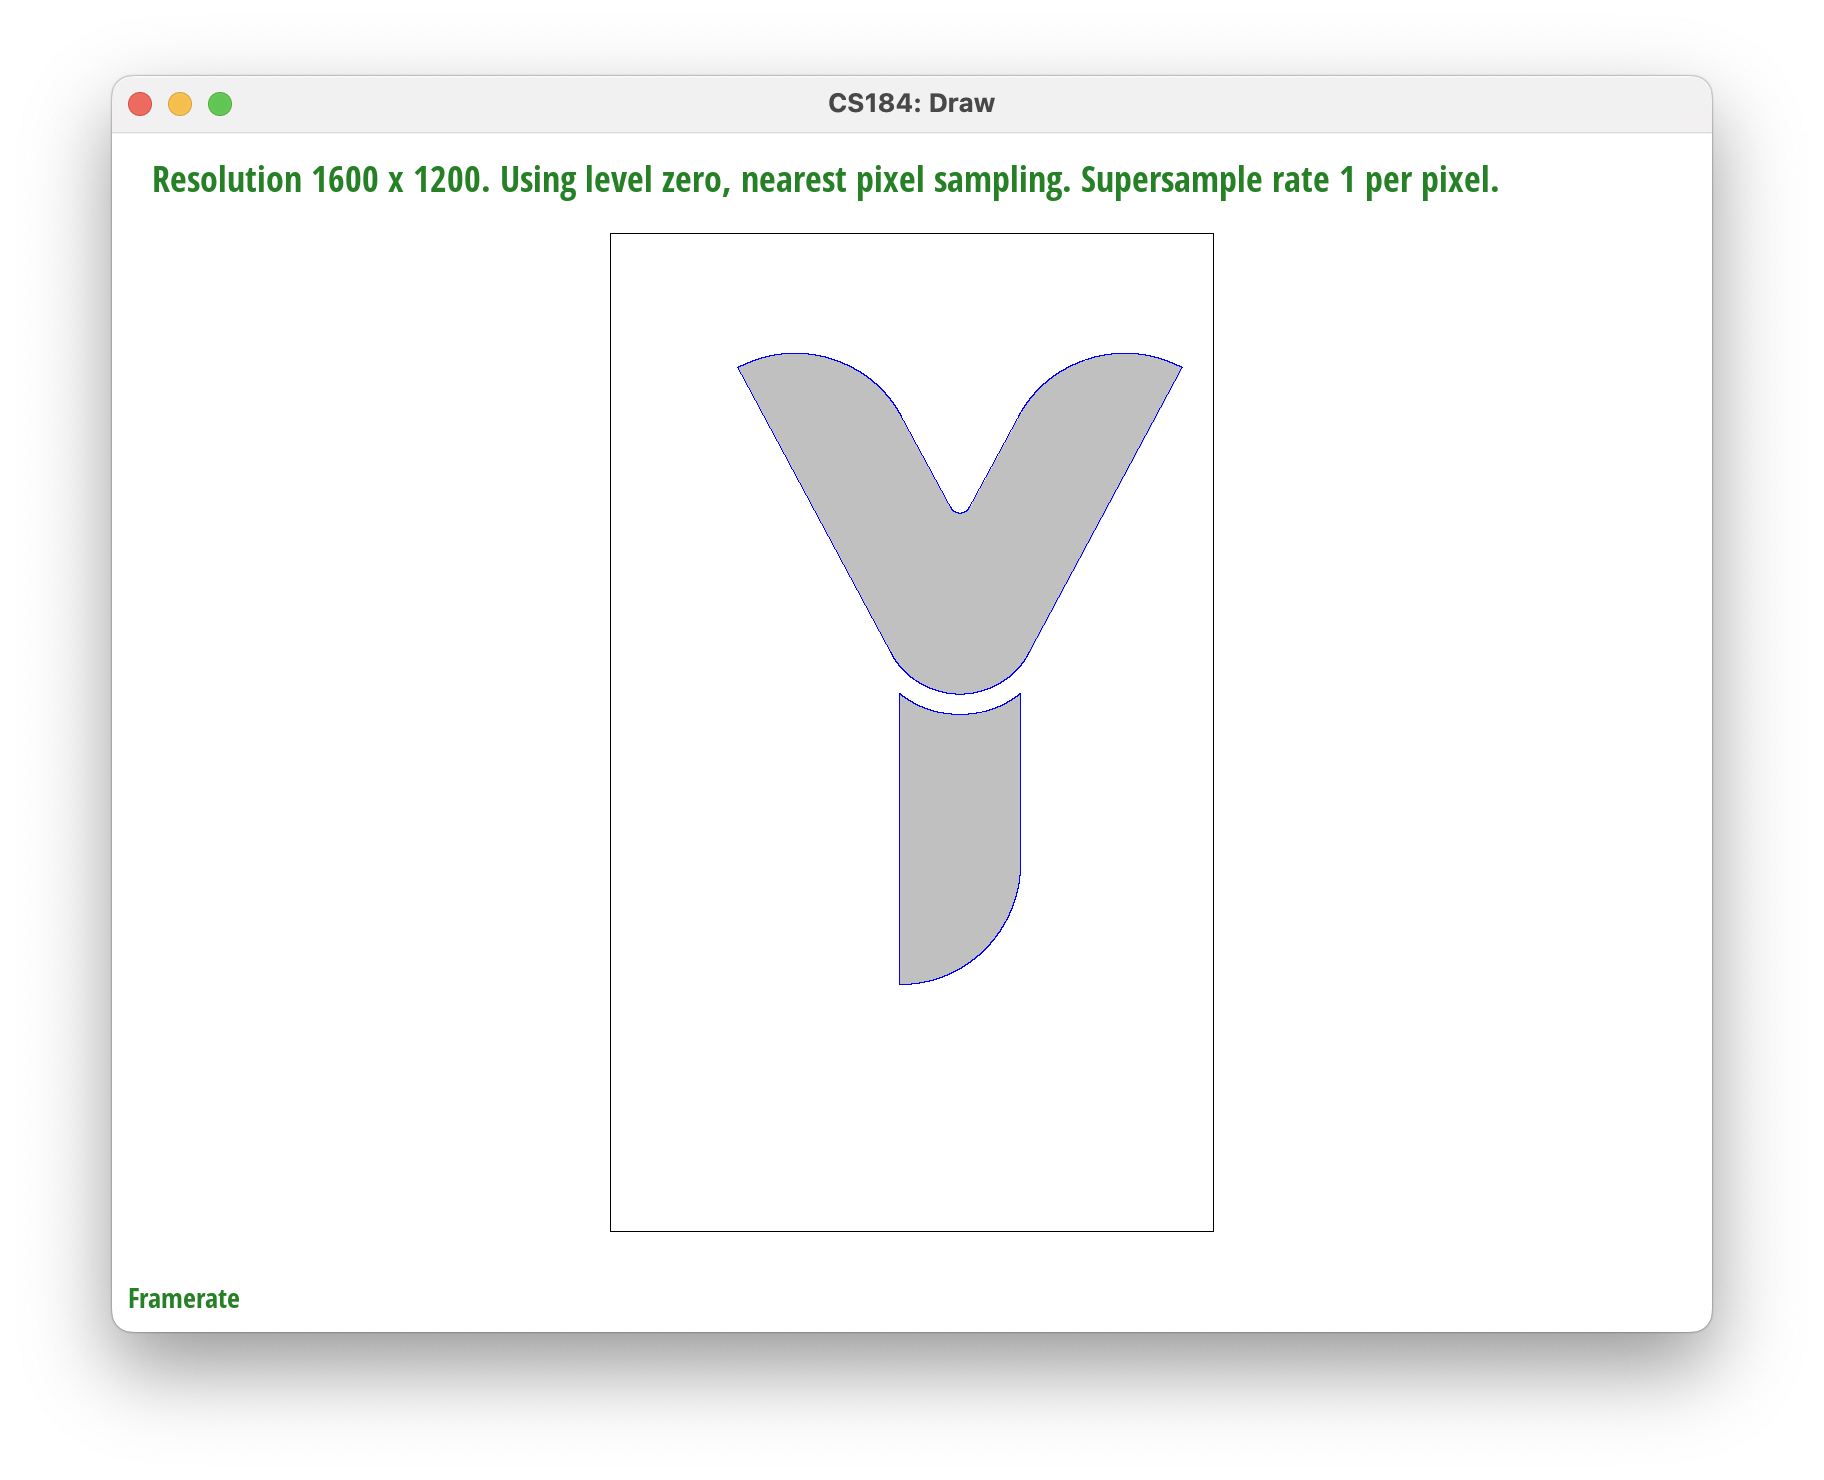 CS184: Draw
Resolution 1600 x 1200. Using level zero, nearest pixel sampling. Supersample rate 1 per pixel.
Y
Framerate